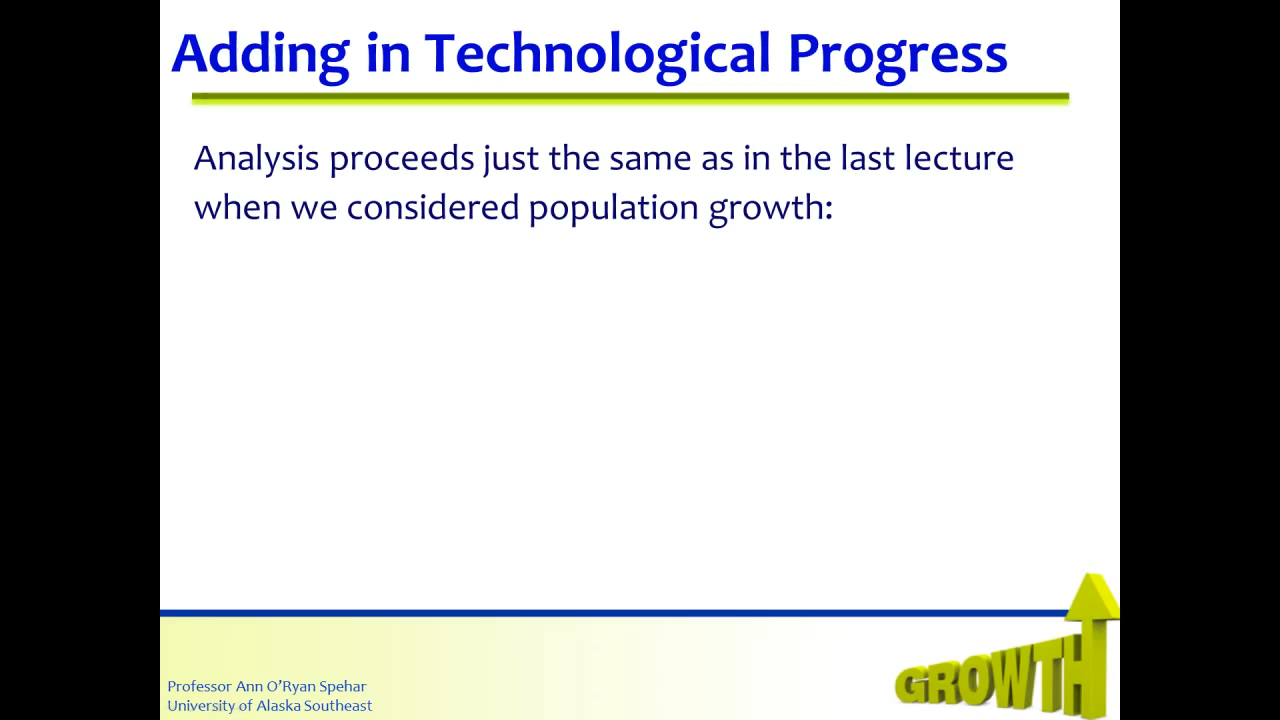 Adding in Technological Progress
Analysis proceeds just the same as in the last lecture
when we considered population growth:
GROWTH
Professor Ann O’Ryan Spehar
University of Alaska Southeast